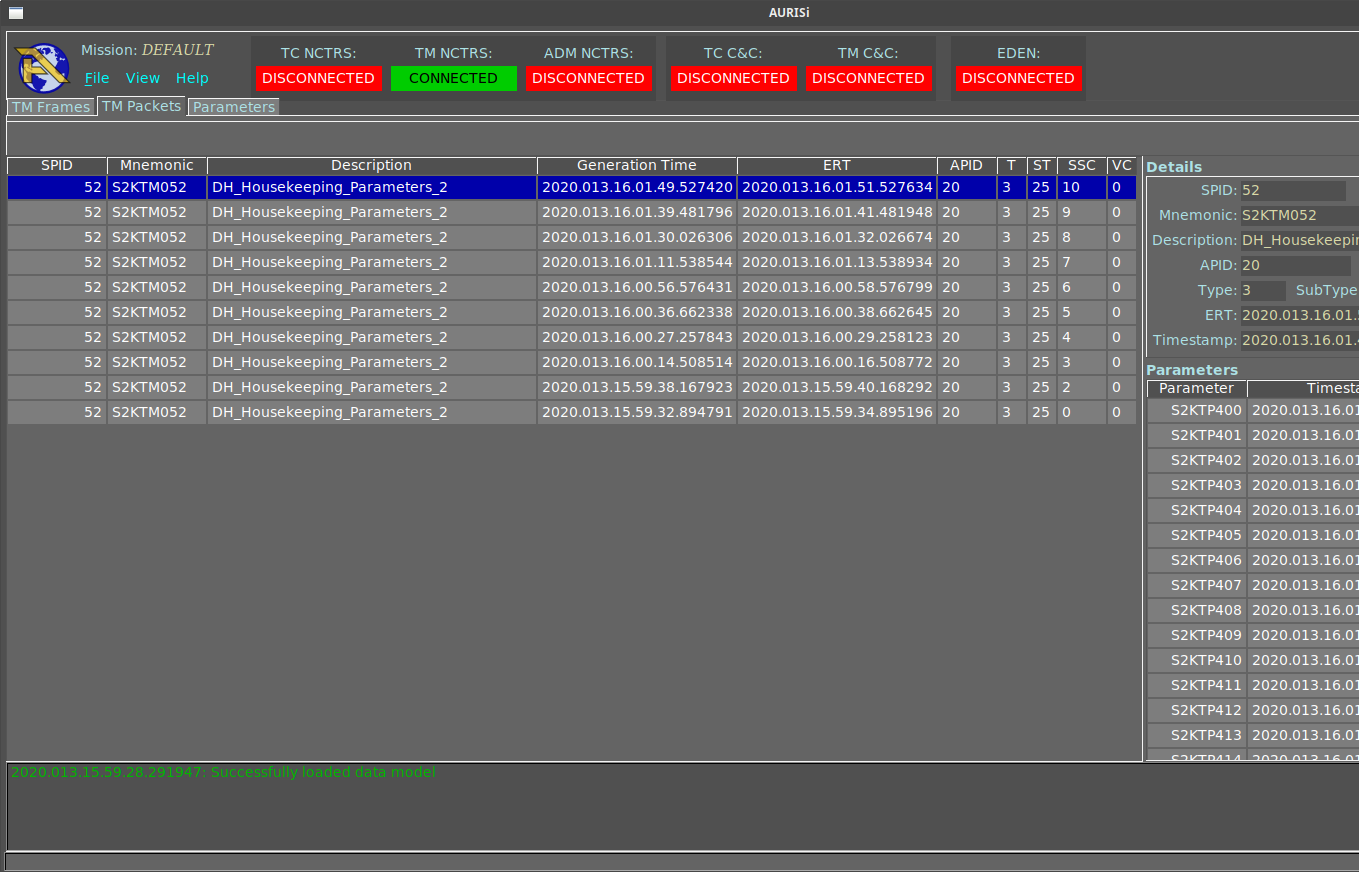 AURISi
Mission: DEFAULT
File View Help
TC NCTRS: TM NCTRS: ADM NCTRS: TC C&C: TM C&C: EDEN:
DISCONNECTED CONNECTED DISCONNECTED DISCONNECTED DISCONNECTED DISCONNECTED
TM Frames TM Packets Parameters
SPID Mnemonic Description Generation Time ERT APID T ST SSC VC
52 S2KTM052 DH_Housekeeping_Parameters_2 2020.013.16.01.49.527420 2020.013.16.01.51.527634 20 3 25 10 0
52 S2KTM052 DH_Housekeeping_Parameters_2 2020.013.16.01.39.481796 2020.013.16.01.41.481948 20 3 25 9 0
52 S2KTM052 DH_Housekeeping_Parameters_2 2020.013.16.01.30.026306 2020.013.16.01.32.026674 20 3 25 8 0
52 S2KTM052 DH_Housekeeping_Parameters_2 2020.013.16.01.11.538544 2020.013.16.01.13.538934 20 3 25 7 0
52 S2KTM052 DH_Housekeeping_Parameters_2 2020.013.16.00.56.576431 2020.013.16.00.58.576799 20 3 25 6 0
52 S2KTM052 DH_Housekeeping_Parameters_2 2020.013.16.00.36.662338 2020.013.16.00.38.662645 20 3 25 5 0
52 S2KTM052 DH_Housekeeping_Parameters_2 2020.013.16.00.27.257843 2020.013.16.00.29.258123 20 3 25 4 0
52 S2KTM052 DH_Housekeeping_Parameters_2 2020.013.16.00.14.508514 2020.013.16.00.16.508772 20 3 25 3 0
52 S2KTM052 DH_Housekeeping_Parameters_2 2020.013.15.59.38.167923 2020.013.15.59.40.168292 20 3 25 2 0
52 S2KTM052 DH_Housekeeping_Parameters_2 2020.013.15.59.32.894791 2020.013.15.59.34.895196 20 3 25 0 0
Details
SPID: 52
Mnemonic: S2KTM052
Description: DH_Housekeepin
APID: 20
Type: 3 SubType
ERT: 2020.013.16.01.5
Timestamp: 2020.013.16.01.4
Parameters
Parameter Timesta
S2KTP400 2020.013.16.01
S2KTP401 2020.013.16.01
S2KTP402 2020.013.16.01
S2KTP403 2020.013.16.01
S2KTP404 2020.013.16.01
S2KTP405 2020.013.16.01
S2KTP406 2020.013.16.01
S2KTP407 2020.013.16.01
S2KTP408 2020.013.16.01
S2KTP409 2020.013.16.01
S2KTP410 2020.013.16.01
S2KTP411 2020.013.16.01
S2KTP412 2020.013.16.01
S2KTP413 2020.013.16.01
S2KTP414 2020.013.16.01
2020.013.15.59.28.291947: Successfully loaded data model